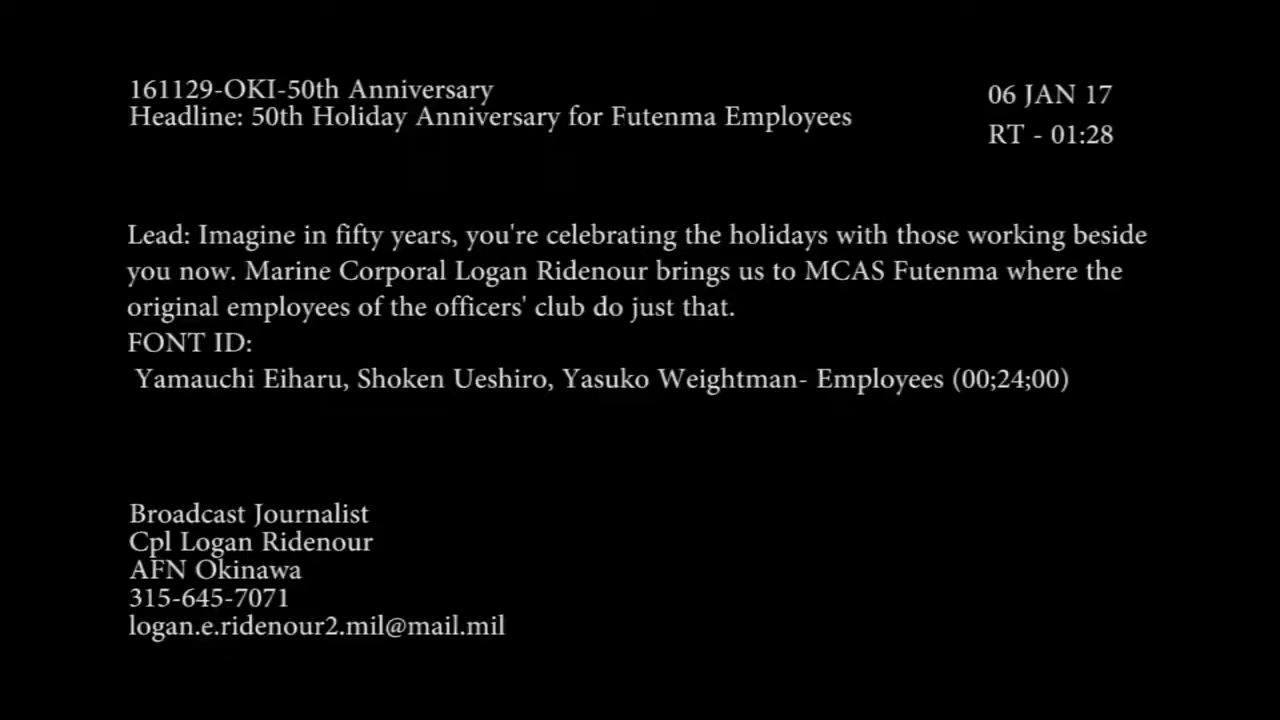 161129-OKI-50th Anniversary
Headline: 50th Holiday Anniversary for Futenma Employees
06 JAN 17
RT - 01:28
Lead: Imagine in fifty years, you're celebrating the holidays with those working beside
you now. Marine Corporal Logan Ridenour brings us to MCAS Futenma where the
original employees of the officers' club do just that.
FONT ID:
Yamauchi Eiharu, Shoken Ueshiro, Yasuko Weightman- Employees (00;24;00)
Broadcast Journalist
Cpl Logan Ridenour
AFN Okinawa
315-645-7071
logan.e.ridenour2.mil@mail.mil